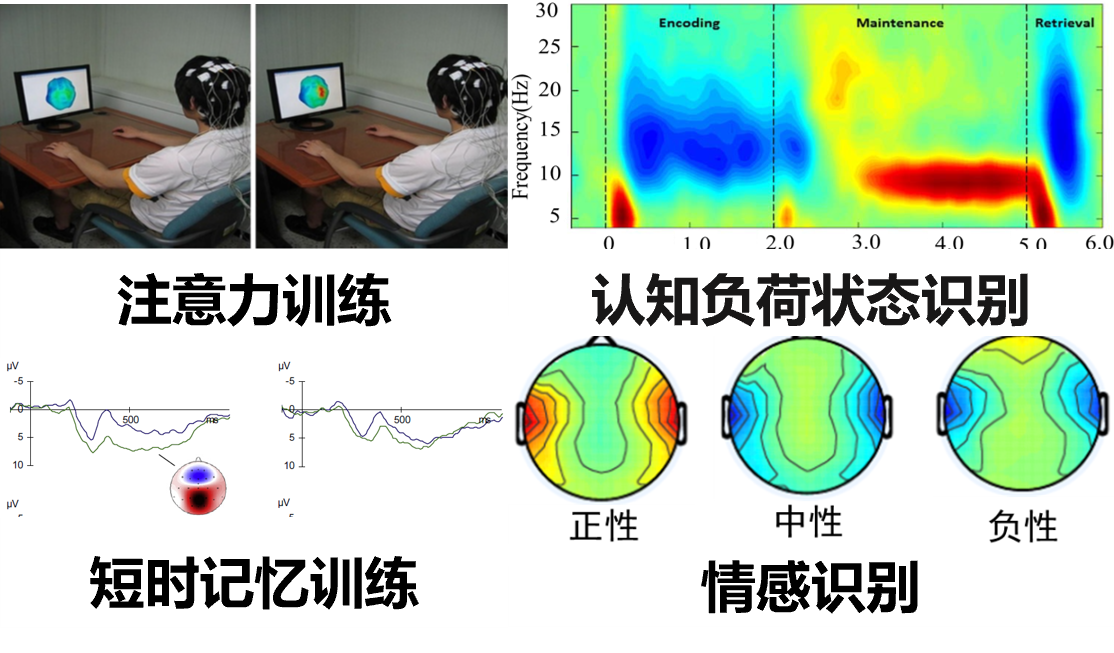 Encoding
Maintenance
Retrieval
30
25
20
15
10
5
Frequency(Hz)
0
1.0
2.0
3.0
4.0
5.0
6.0
注意力训练
认知负荷状态识别
μV
-5
0
5
10
500
ms
μV
μV
-5
0
5
10
500
ms
μV
正性
中性
负性
短时记忆训练
情感识别